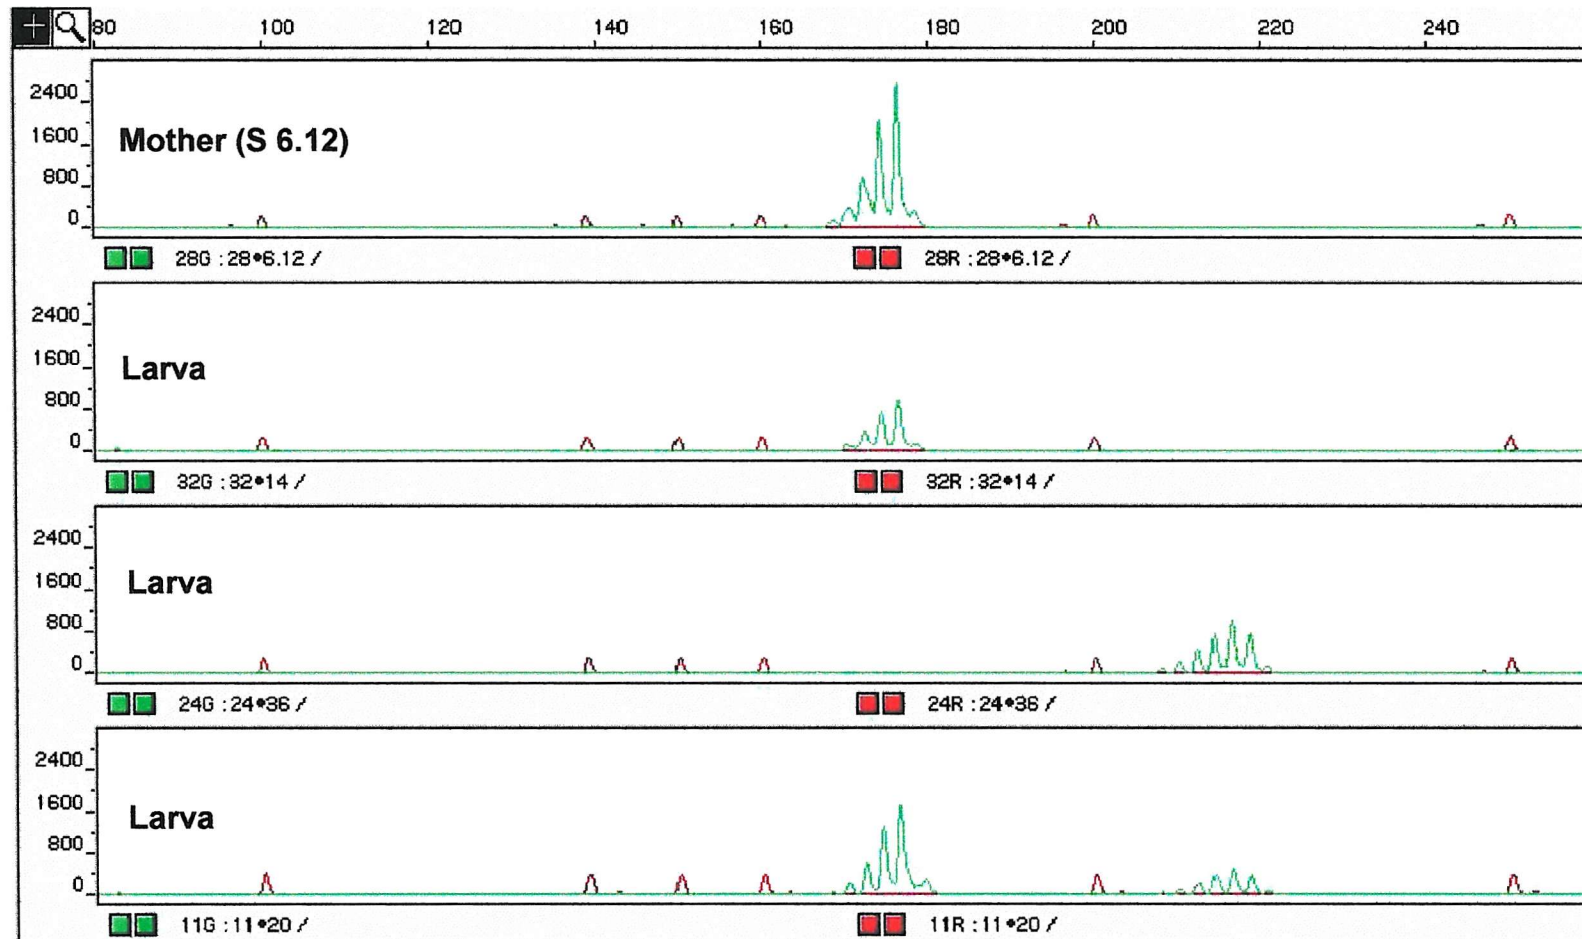 80 100 120 140 160 180 200 220 240
2400
1600
800
0
Mother (S 6.12)
28G :28•6.12 / 28R :28•6.12 /
2400
1600
800
0
Larva
32G :32•14 / 32R :32•14 /
2400
1600
800
0
Larva
24G :24•36 / 24R :24•36 /
2400
1600
800
0
Larva
11G :11•20 / 11R :11•20 /